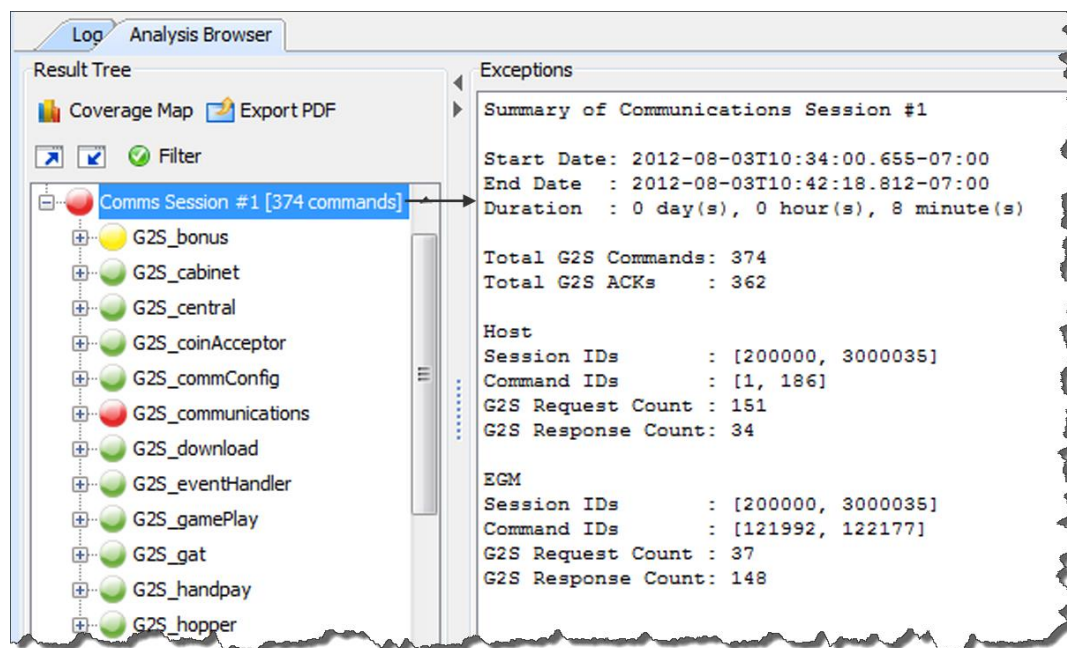 Log Analysis Browser
Result Tree
Coverage Map Export PDF
Filter
Comms Session #1 [374 commands]
G2S_bonus
G2S_cabinet
G2S_central
G2S_coinAcceptor
G2S_commConfig
G2S_communications
G2S_download
G2S_eventHandler
G2S_gamePlay
G2S_gat
G2S_handpay
G2S_hopper
Exceptions
Summary of Communications Session #1
Start Date: 2012-08-03T10:34:00.655-07:00
End Date : 2012-08-03T10:42:18.812-07:00
Duration : 0 day(s), 0 hour(s), 8 minute(s)
Total G2S Commands: 374
Total G2S ACKs : 362
Host
Session IDs : [200000, 3000035]
Command IDs : [1, 186]
G2S Request Count : 151
G2S Response Count: 34
EGM
Session IDs : [200000, 3000035]
Command IDs : [121992, 122177]
G2S Request Count : 37
G2S Response Count: 148